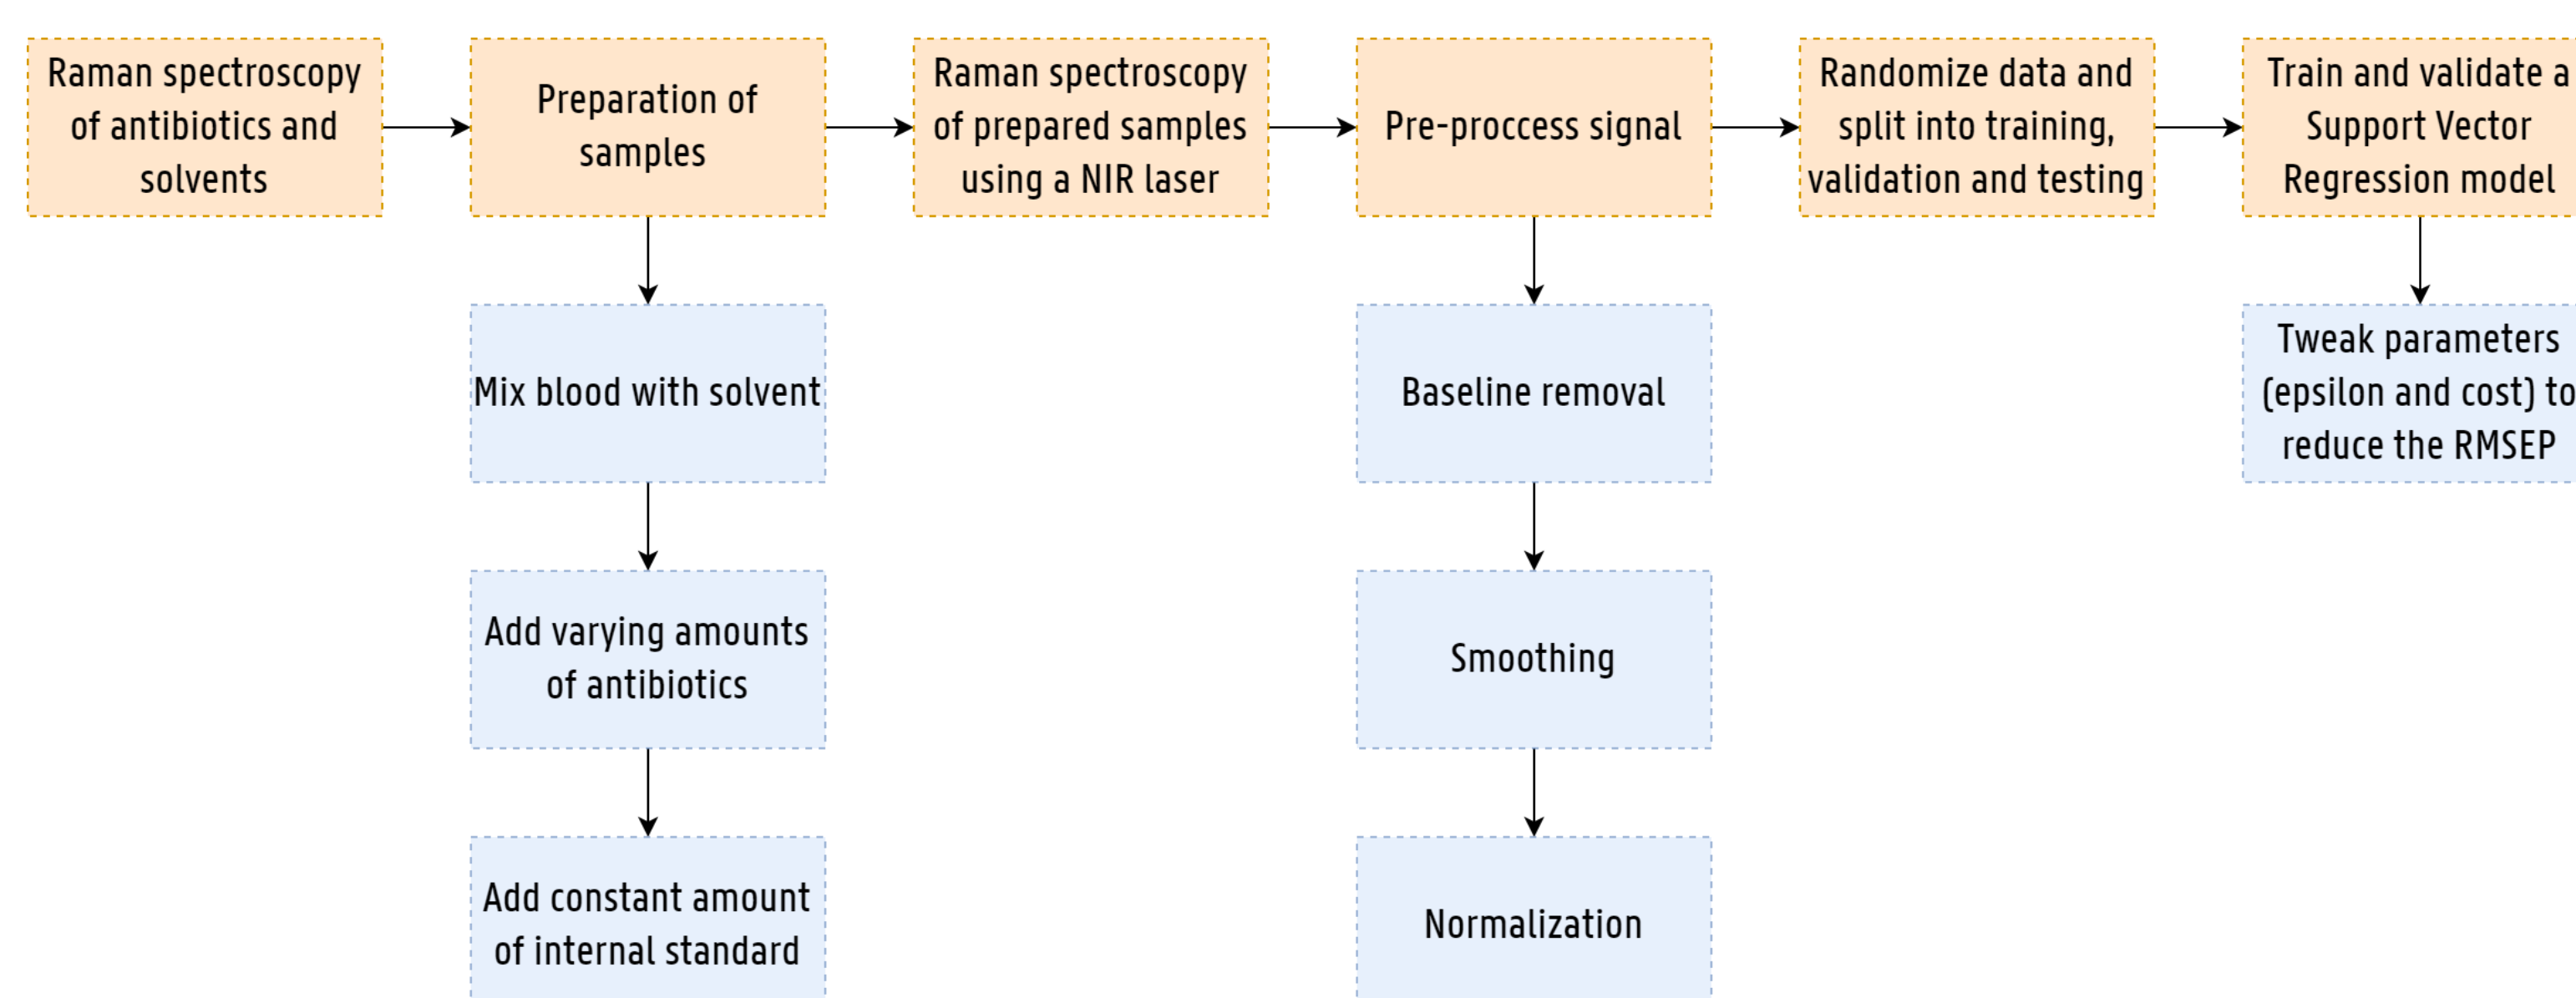 Raman spectroscopy
of antibiotics and
solvents
Preparation of
samples
Raman spectroscopy
of prepared samples
using a NIR laser
Pre-proccess signal
Randomize data and
split into training,
validation and testing
Train and validate a
Support Vector
Regression model
Mix blood with solvent
Add varying amounts
of antibiotics
Add constant amount
of internal standard
Baseline removal
Smoothing
Normalization
Tweak parameters
(epsilon and cost) to
reduce the RMSEP